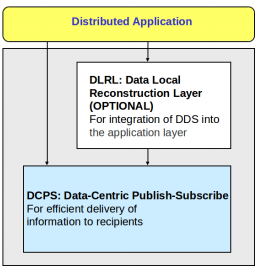 Distributed Application
DLRL: Data Local
Reconstruction Layer
(OPTIONAL)
For integration of DDS into
the application layer
DCPS: Data-Centric Publish-Subscribe
For efficient delivery of
information to recipients